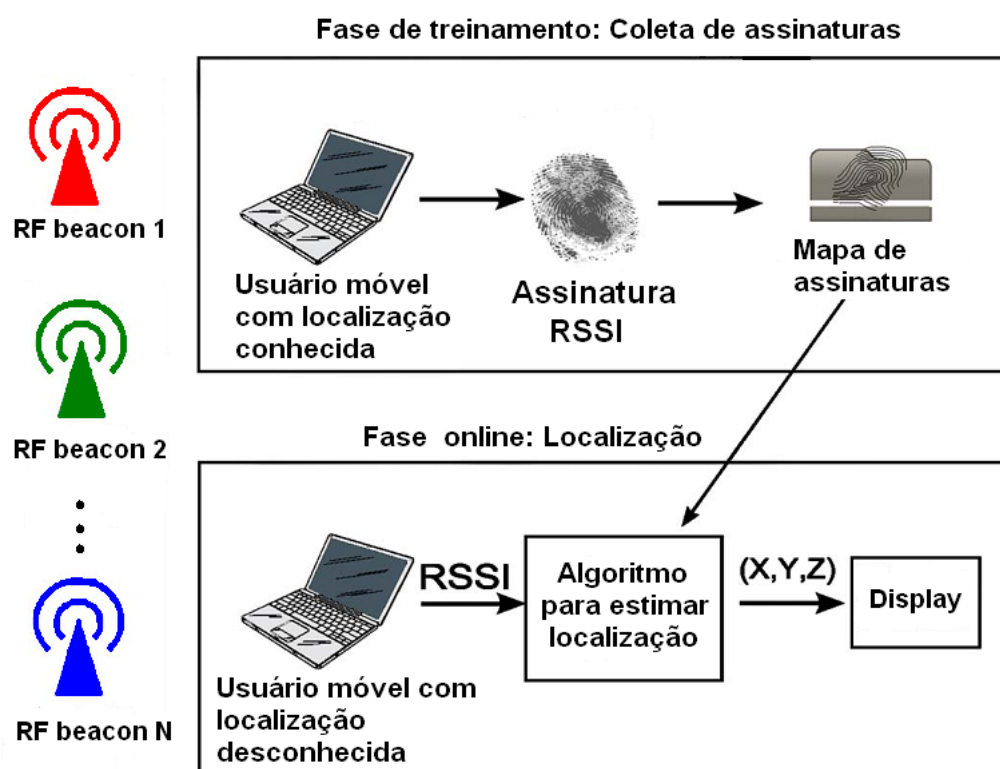 Fase de treinamento: Coleta de assinaturas
RF beacon 1
Usuário móvel
com localização
conhecida
Assinatura
RSSI
Mapa de
assinaturas
RF beacon 2
Fase online: Localização
RSSI
Algoritmo
para estimar
localização
(X,Y,Z)
Display
Usuário móvel com
localização
desconhecida
RF beacon N